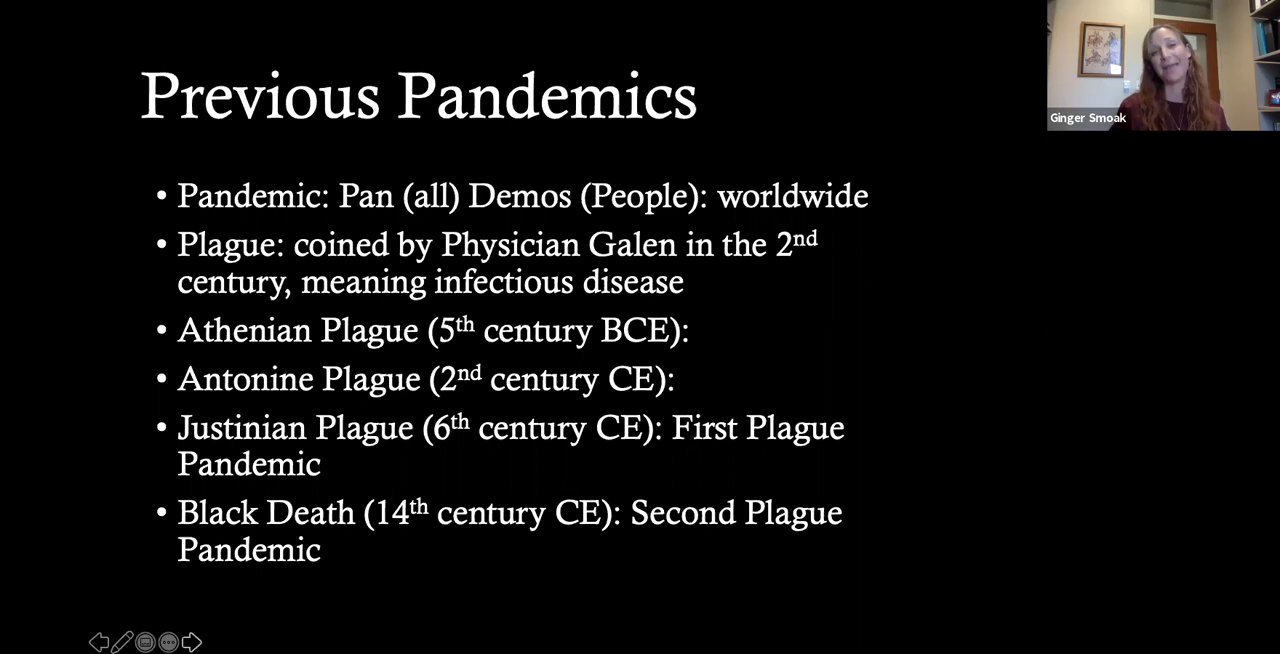 Previous Pandemics
Ginger Smoak
• Pandemic: Pan (all) Demos (People): worldwide
• Plague: coined by Physician Galen in the 2nd
century, meaning infectious disease
• Athenian Plague (5th century BCE):
• Antonine Plague (2nd century CE):
• Justinian Plague (6th century CE): First Plague
Pandemic
• Black Death (14th century CE): Second Plague
Pandemic